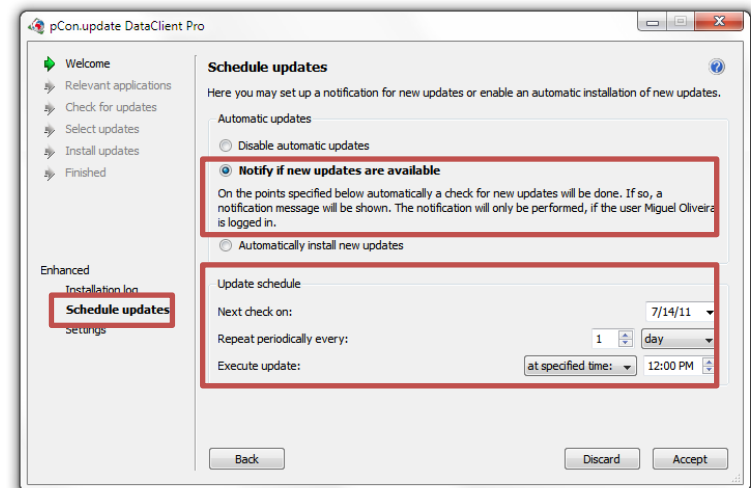 pCon.update DataClient Pro
Welcome
Relevant applications
Check for updates
Select updates
Install updates
Finished
Enhanced
Installation log
Schedule updates
Settings
Schedule updates
Here you may set up a notification for new updates or enable an automatic installation of new updates.
Automatic updates
Disable automatic updates
Notify if new updates are available
On the points specified below automatically a check for new updates will be done. If so, a
notification message will be shown. The notification will only be performed, if the user Miguel Oliveira
is logged in.
Automatically install new updates
Update schedule
Next check on: 7/14/11
Repeat periodically every: 1 day
Execute update: at specified time: 12:00 PM
Back Discard Accept